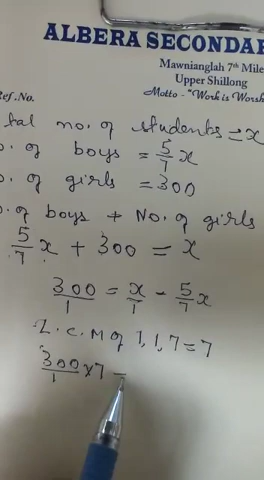 ALBERA SECONDA
Mawnianglah 7th Mile
Upper Shillong
Motto - "Work is Worsh
Ref. No.
tal no. of students = x
o. of boys = 5/7 x
o. of girls = 300
o. of boys + No. of girls
5/7 x + 300 = x
300/1 = x/1 - 5/7 x
L.C.M of 1, 1, 7 = 7
300/1 × 7 =